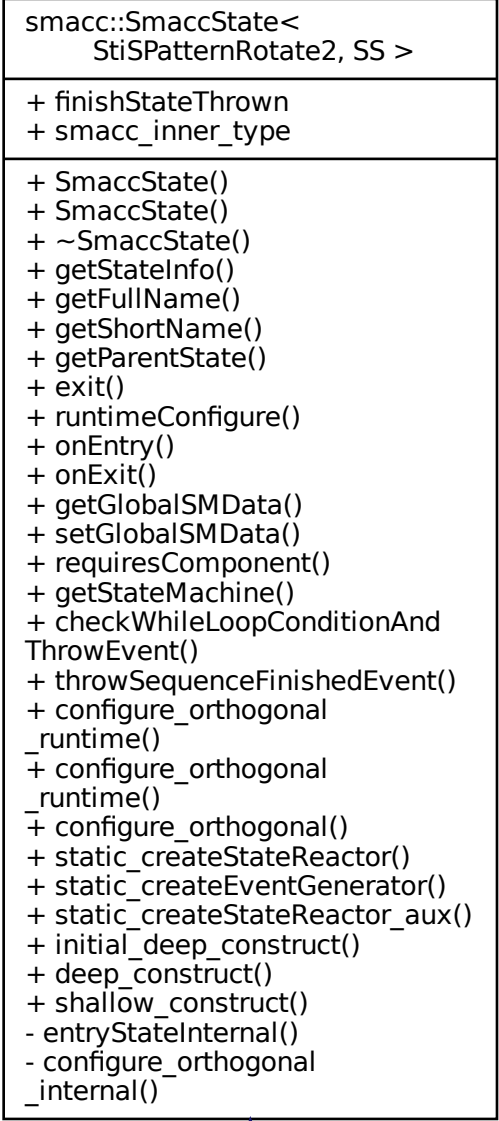 smacc::SmaccState<
StiSPatternRotate2, SS >
+ finishStateThrown
+ smacc_inner_type
+ SmaccState()
+ SmaccState()
+ ~SmaccState()
+ getStateInfo()
+ getFullName()
+ getShortName()
+ getParentState()
+ exit()
+ runtimeConfigure()
+ onEntry()
+ onExit()
+ getGlobalSMData()
+ setGlobalSMData()
+ requiresComponent()
+ getStateMachine()
+ checkWhileLoopConditionAnd
ThrowEvent()
+ throwSequenceFinishedEvent()
+ configure_orthogonal
_runtime()
+ configure_orthogonal
_runtime()
+ configure_orthogonal()
+ static_createStateReactor()
+ static_createEventGenerator()
+ static_createStateReactor_aux()
+ initial_deep_construct()
+ deep_construct()
+ shallow_construct()
- entryStateInternal()
- configure_orthogonal
_internal()